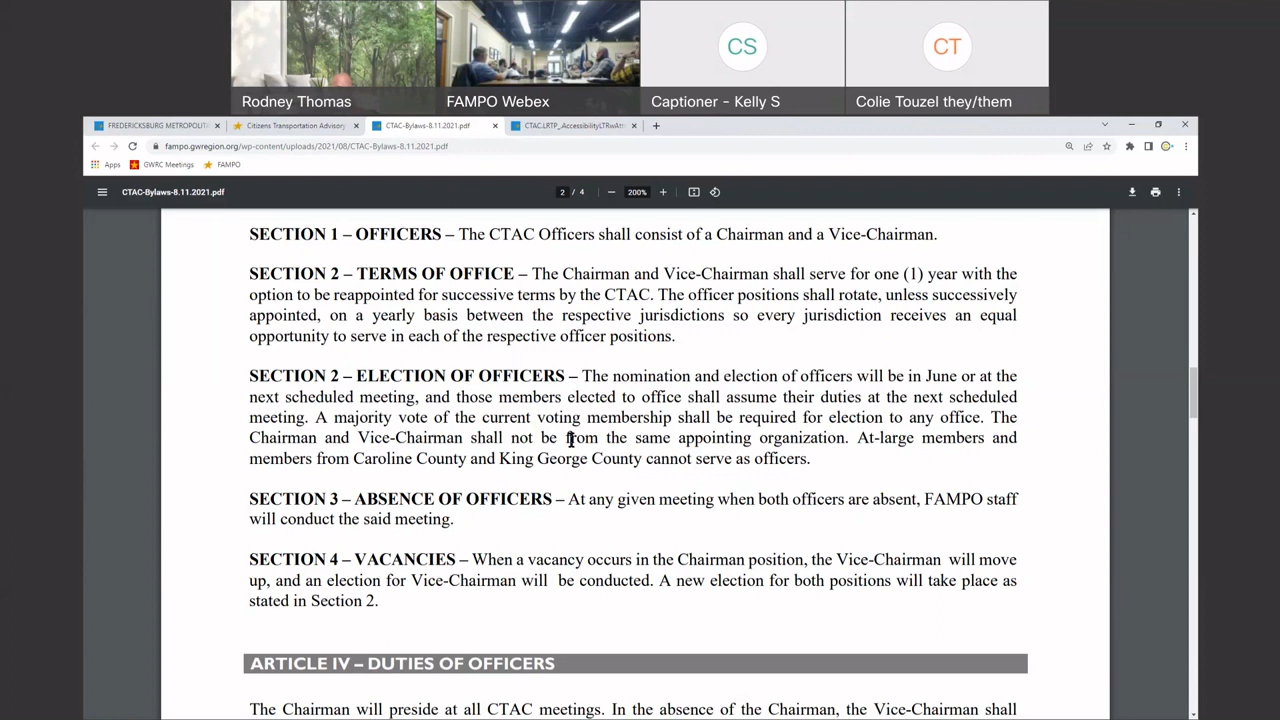 CS
CT
Rodney Thomas
FAMPO Webex
Captioner - Kelly S
Colie Touzel they/them
FREDERICKSBURG METROPOLITA
Citizens Transportation Advisory
CTAC-Bylaws-8.11.2021.pdf
CTAC.LRTP_AccessibilityLTRwAtt
fampo.gwregion.org/wp-content/uploads/2021/08/CTAC-Bylaws-8.11.2021.pdf
Apps
GWRC Meetings
FAMPO
CTAC-Bylaws-8.11.2021.pdf
2 / 4
200%
SECTION 1 – OFFICERS – The CTAC Officers shall consist of a Chairman and a Vice-Chairman.
SECTION 2 – TERMS OF OFFICE – The Chairman and Vice-Chairman shall serve for one (1) year with the
option to be reappointed for successive terms by the CTAC. The officer positions shall rotate, unless successively
appointed, on a yearly basis between the respective jurisdictions so every jurisdiction receives an equal
opportunity to serve in each of the respective officer positions.
SECTION 2 – ELECTION OF OFFICERS – The nomination and election of officers will be in June or at the
next scheduled meeting, and those members elected to office shall assume their duties at the next scheduled
meeting. A majority vote of the current voting membership shall be required for election to any office. The
Chairman and Vice-Chairman shall not be from the same appointing organization. At-large members and
members from Caroline County and King George County cannot serve as officers.
SECTION 3 – ABSENCE OF OFFICERS – At any given meeting when both officers are absent, FAMPO staff
will conduct the said meeting.
SECTION 4 – VACANCIES – When a vacancy occurs in the Chairman position, the Vice-Chairman will move
up, and an election for Vice-Chairman will be conducted. A new election for both positions will take place as
stated in Section 2.
ARTICLE IV – DUTIES OF OFFICERS
The Chairman will preside at all CTAC meetings. In the absence of the Chairman, the Vice-Chairman shall